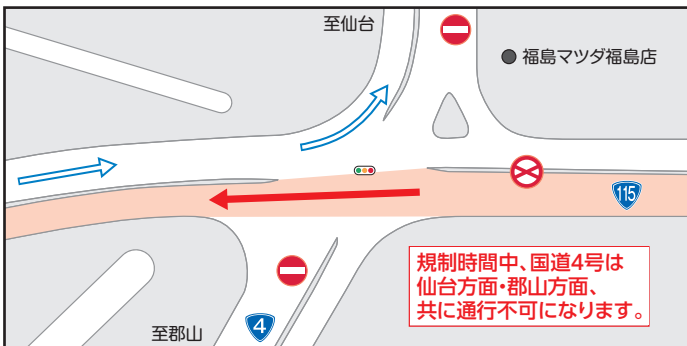 至仙台
福島マツダ福島店
115
規制時間中、国道4号は
仙台方面・郡山方面、
共に通行不可になります。
4
至郡山